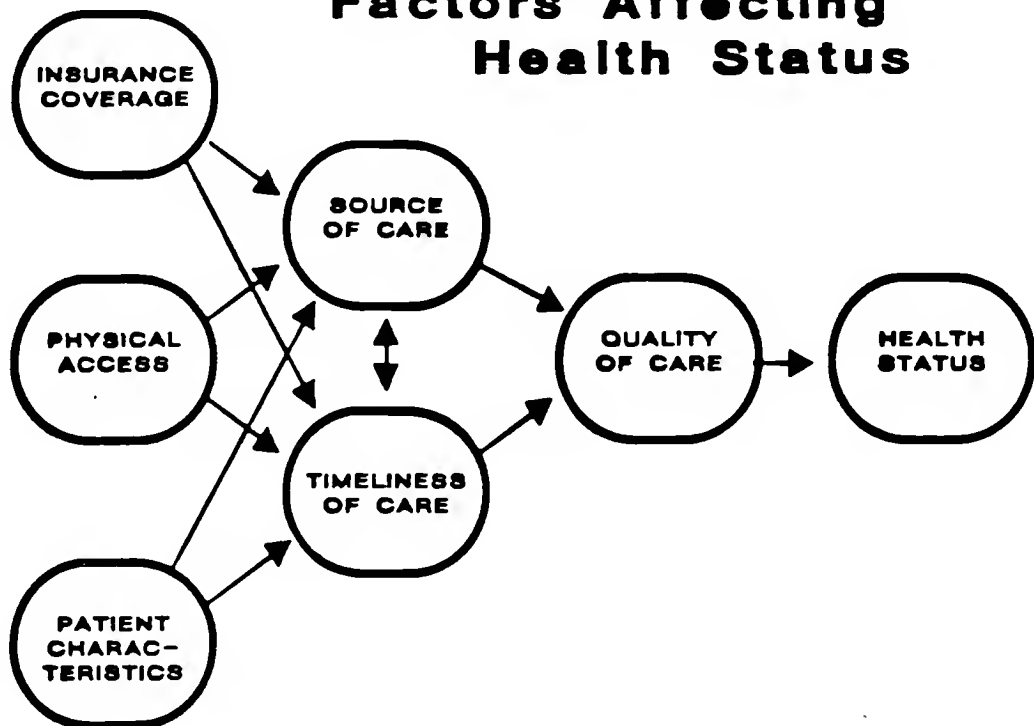 Factors Affecting
Health Status
INSURANCE
COVERAGE
SOURCE
OF CARE
PHYSICAL
ACCESS
QUALITY
OF CARE
HEALTH
STATUS
TIMELINESS
OF CARE
PATIENT
CHARAC-
TERISTICS